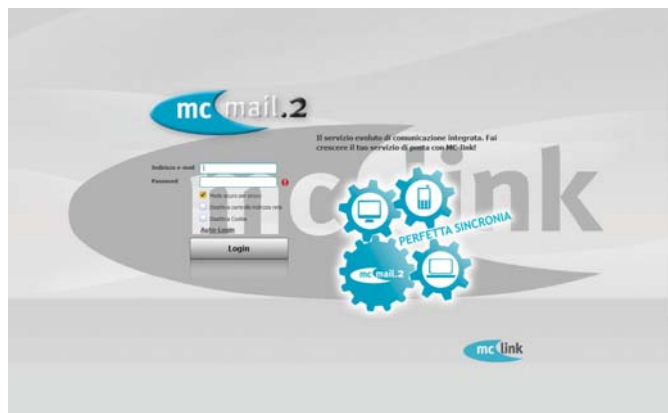 mc mail.2
Il servizio evoluto di comunicazione integrata. Fai
crescere il tuo servizio di posta con MC-link!
Indirizzo e-mail
Password
Auto Login
Login
PERFETTA SINCRONIA
mc mail.2
mc link
mc link